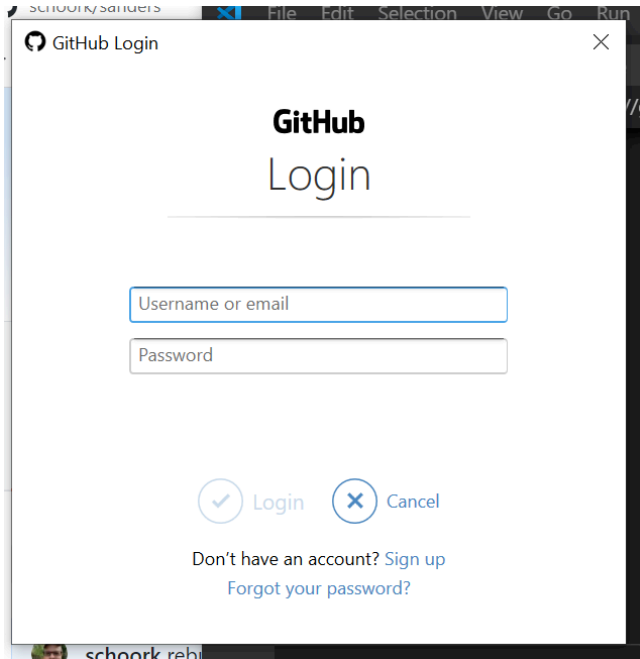 schoork/sanders
File Edit Selection View Go Run
GitHub Login
GitHub
Login
Username or email
Password
Login
Cancel
Don't have an account? Sign up
Forgot your password?
schoork